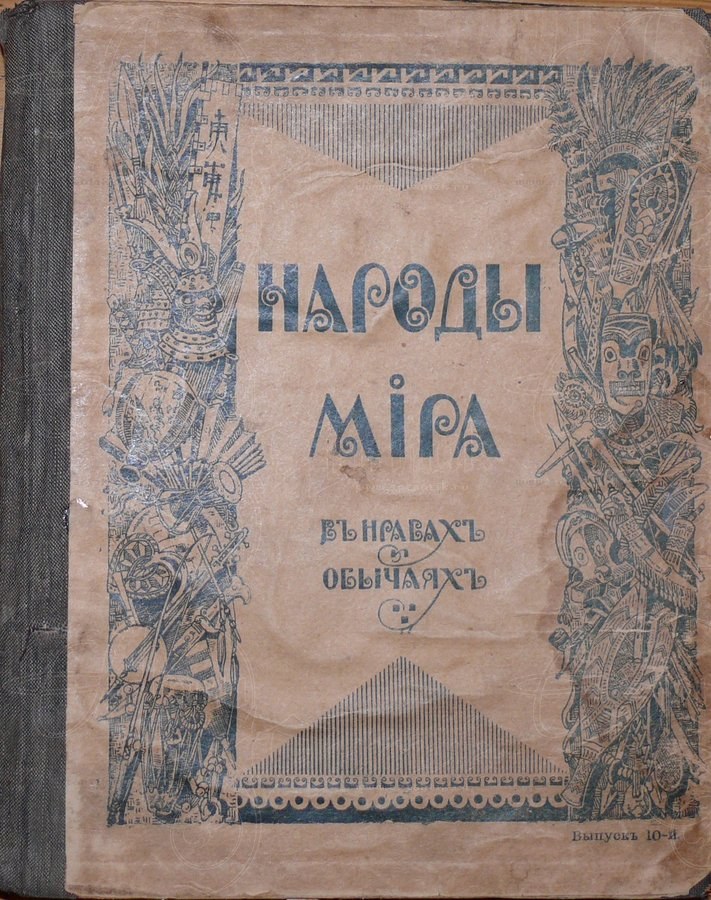 НАРОДЫ
МІРА
ВЪ НРАВАХЪ
И
ОБЫЧАЯХЪ
Выпускъ 10-й.